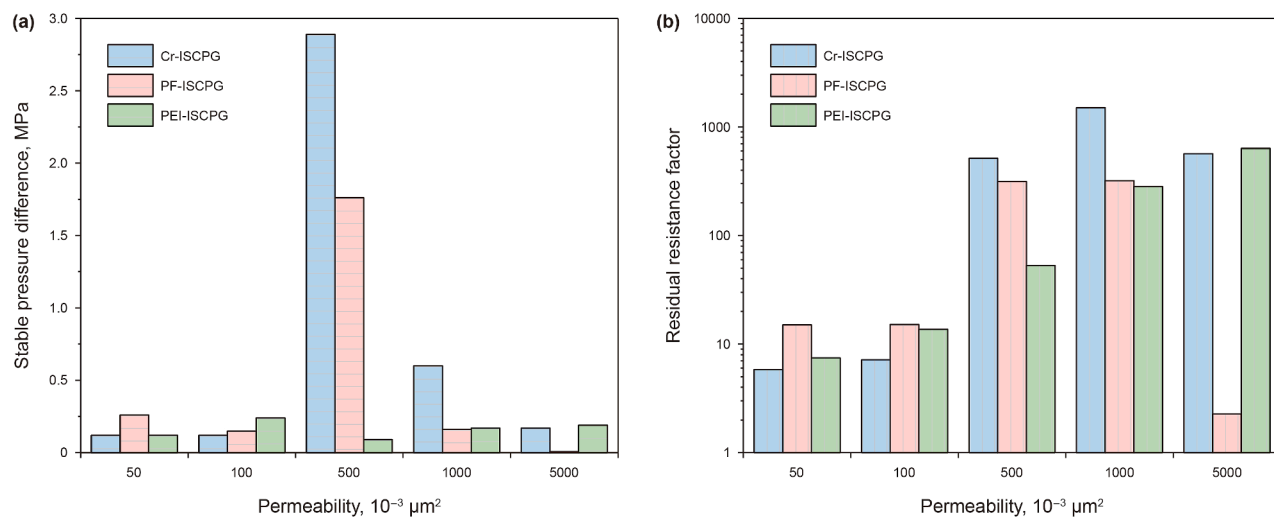 (a)
3.0
2.5
2.0
1.5
1.0
0.5
0
Stable pressure difference, MPa
Cr-ISCPG
PF-ISCPG
PEI-ISCPG
50 100 500 1000 5000
Permeability, 10⁻³ μm²
(b)
10000
1000
100
10
1
Residual resistance factor
Cr-ISCPG
PF-ISCPG
PEI-ISCPG
50 100 500 1000 5000
Permeability, 10⁻³ μm²